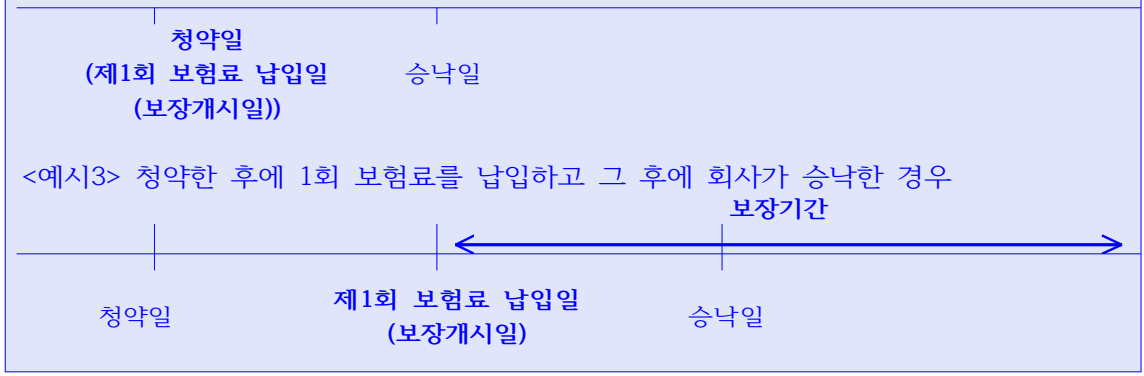 청약일
(제1회 보험료 납입일 승낙일
(보장개시일))
<예시3> 청약한 후에 1회 보험료를 납입하고 그 후에 회사가 승낙한 경우
보장기간
청약일 제1회 보험료 납입일 승낙일
(보장개시일)